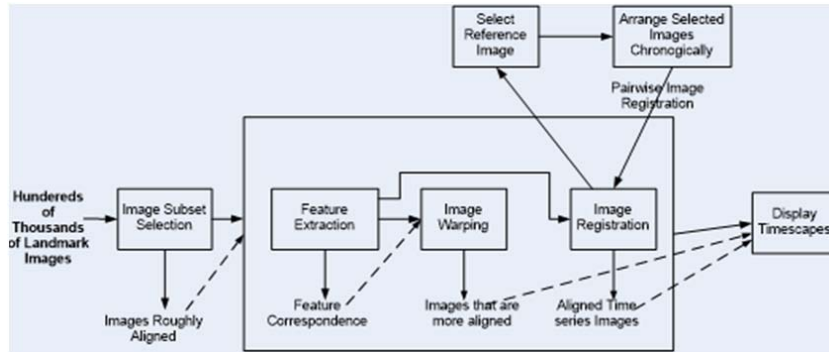 Select
Reference
Image
Arrange Selected
Images
Chronogically
Pairwise Image
Registration
Hundereds
of
Thousands
of Landmark
Images
Image Subset
Selection
Feature
Extraction
Image
Warping
Image
Registration
Display
Timescapes
Images Roughly
Aligned
Feature
Correspondence
Images that are
more aligned
Aligned Time
series Images